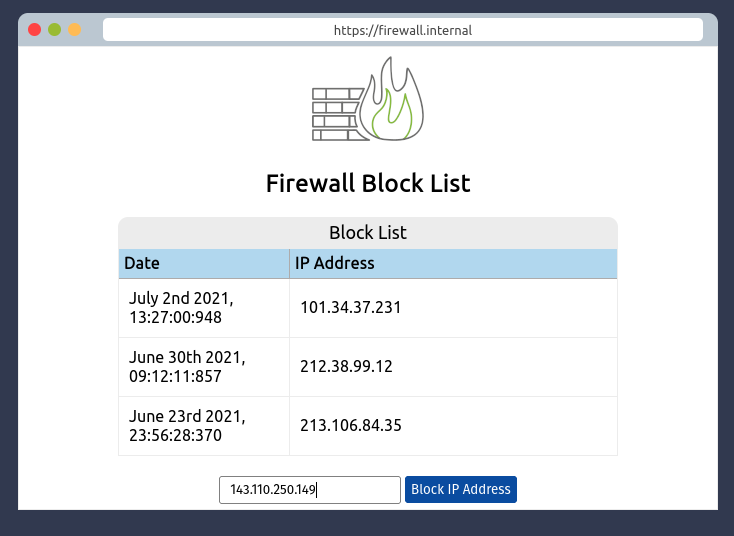 https://firewall.internal
Firewall Block List
Block List
Date IP Address
July 2nd 2021,
13:27:00:948
101.34.37.231
June 30th 2021,
09:12:11:857
212.38.99.12
June 23rd 2021,
23:56:28:370
213.106.84.35
143.110.250.149 Block IP Address